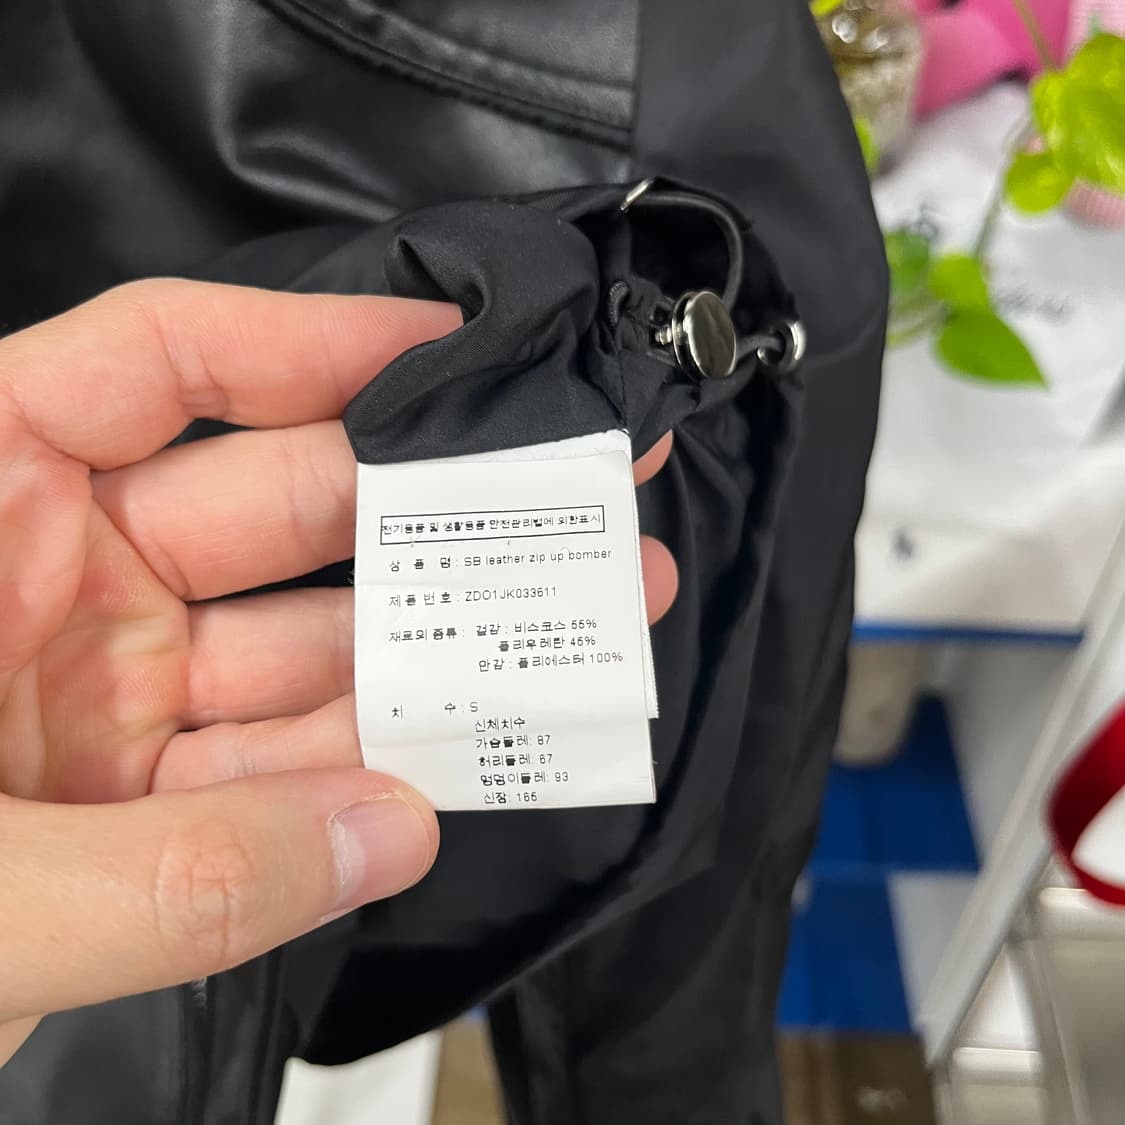 전기용품 및 생활용품 안전관리법에 의한표시
상 품 명 : SB leather zip up bomber
제 품 번 호 : ZDO1JK033611
재료의 종류 : 겉감 : 비스코스 55%
폴리우레탄 45%
안감 : 폴리에스터 100%
치 수 : S
신체치수
가슴둘레: 87
허리둘레: 67
엉덩이둘레: 93
신장: 165